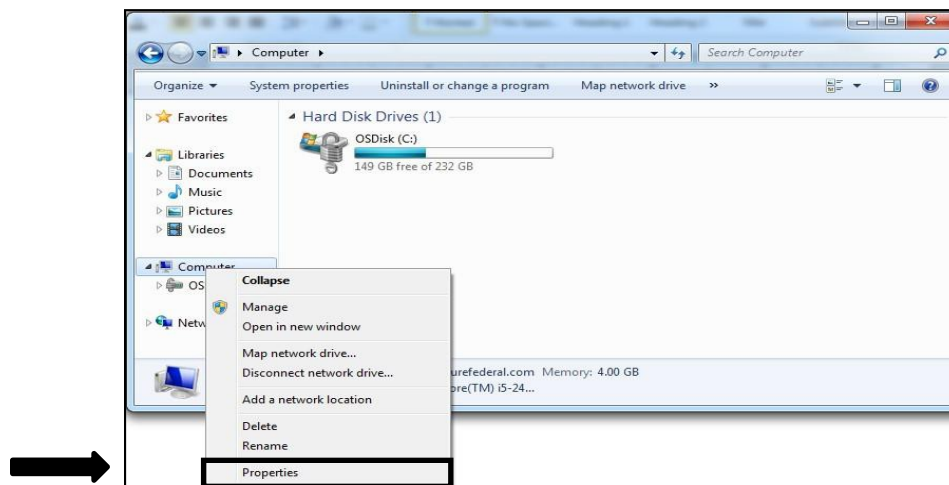 Computer
Search Computer
Organize
System properties
Uninstall or change a program
Map network drive
»
Favorites
Libraries
Documents
Music
Pictures
Videos
Computer
OS
Netw
Hard Disk Drives (1)
OSDisk (C:)
149 GB free of 232 GB
Collapse
Manage
Open in new window
Map network drive...
Disconnect network drive...
Add a network location
Delete
Rename
Properties
urefederal.com Memory: 4.00 GB
ore(TM) i5-24...